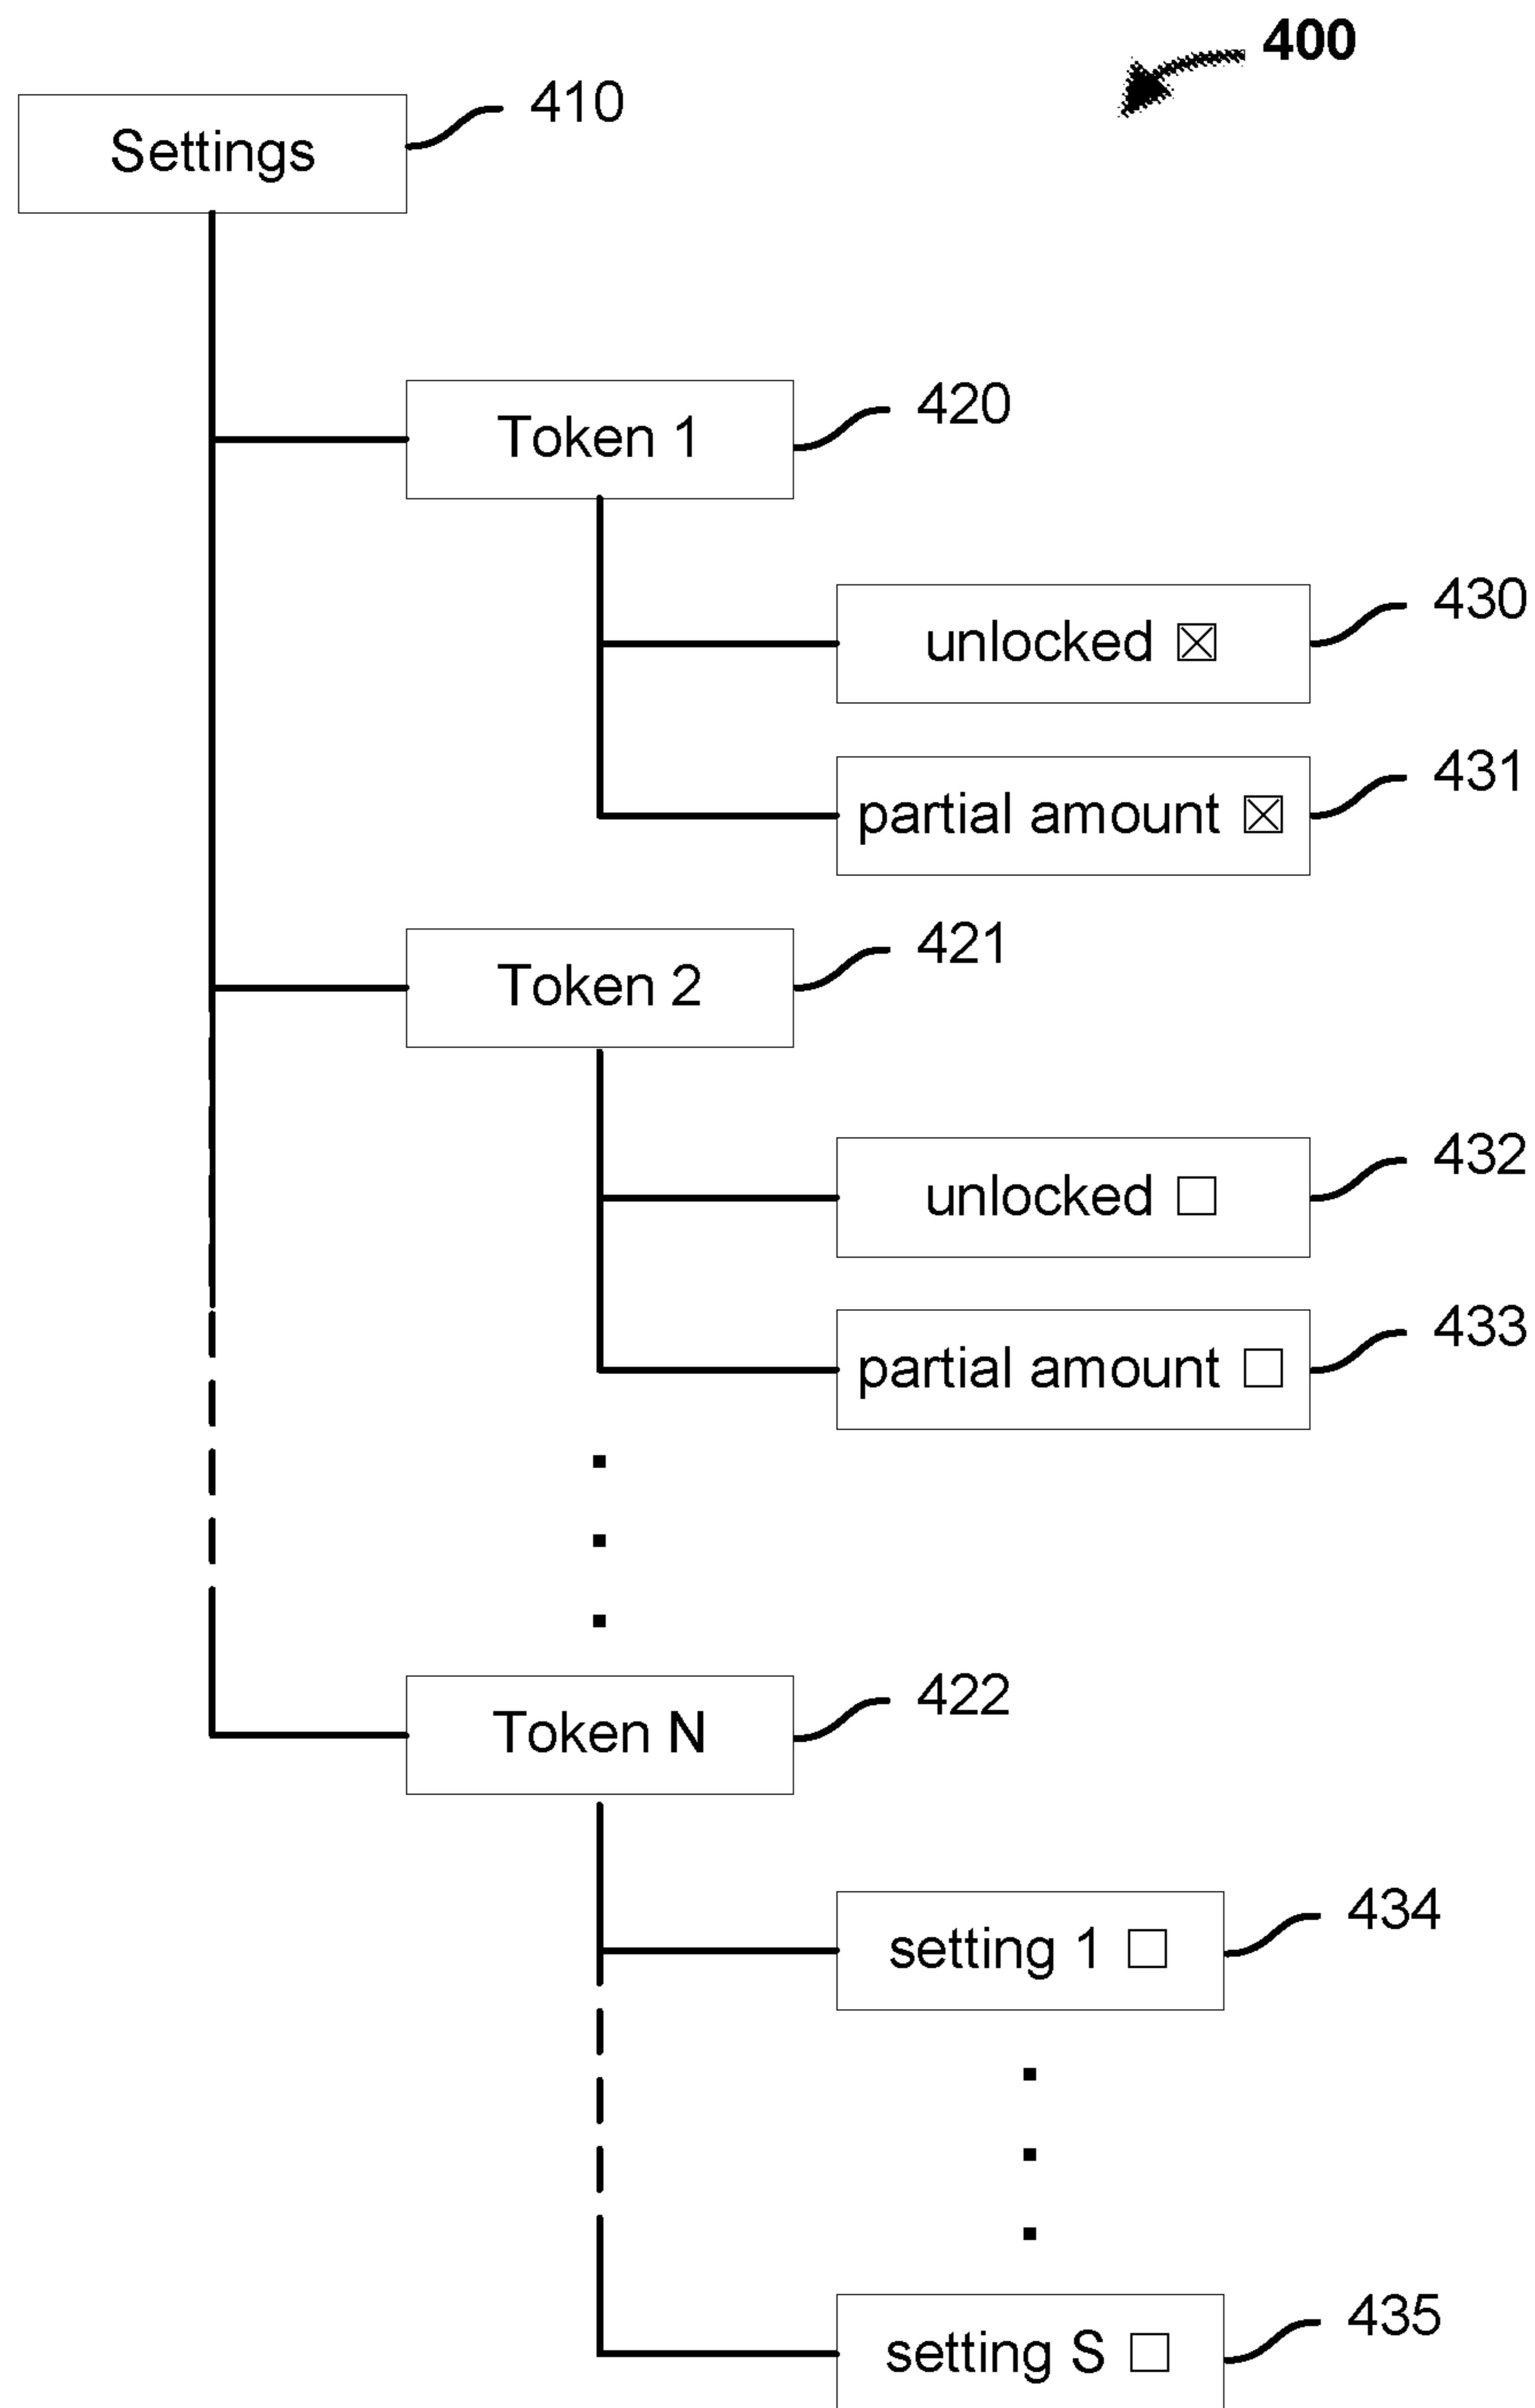 400
Settings 410
Token 1 420
unlocked ☒ 430
partial amount ☒ 431
Token 2 421
unlocked ☐ 432
partial amount ☐ 433
Token N 422
setting 1 ☐ 434
setting S ☐ 435